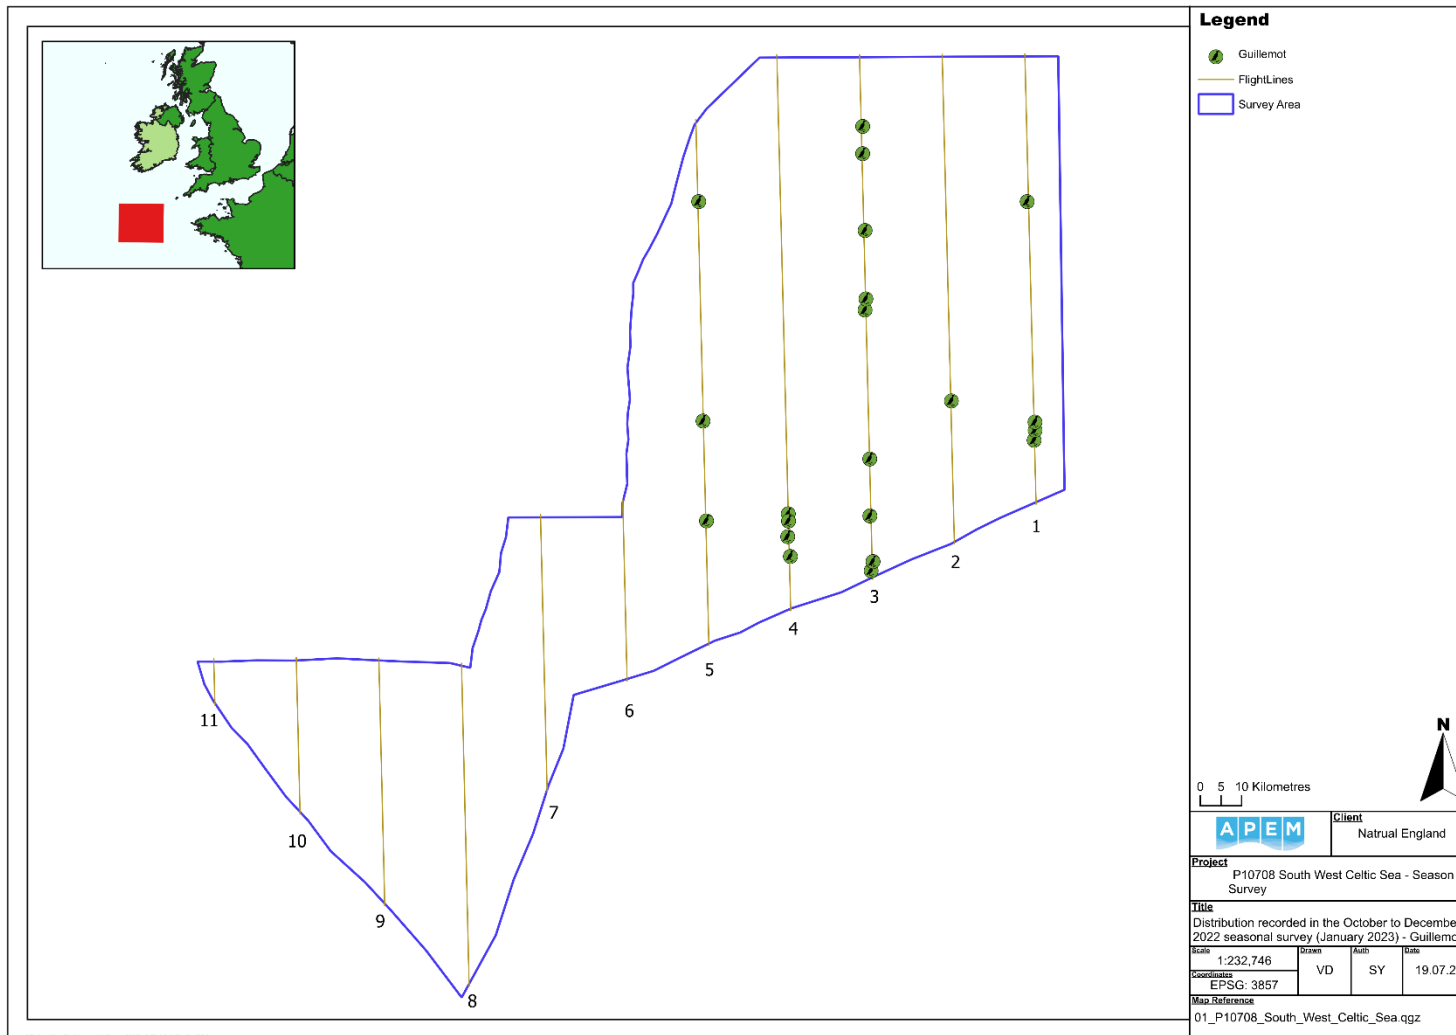 Legend
Guillemot
FlightLines
Survey Area
1
2
3
4
5
6
7
8
9
10
11
N
0 5 10 Kilometres
APEM
Client
Natrual England
Project
P10708 South West Celtic Sea - Season
Survey
Title
Distribution recorded in the October to Decembe
2022 seasonal survey (January 2023) - Guillemo
Scale
1:232,746
Drawn
VD
Auth
SY
Date
19.07.2
Coordinates
EPSG: 3857
Map Reference
01_P10708_South_West_Celtic_Sea.qgz